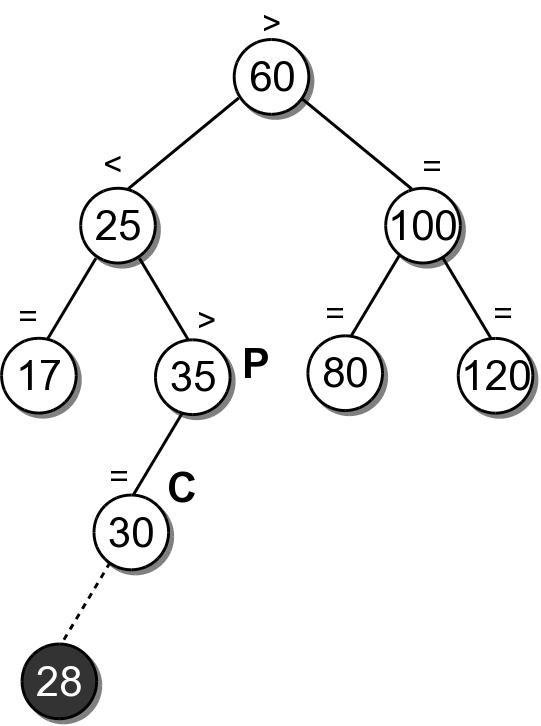 >
60
< =
25 100
= > = =
17 35 P 80 120
= C
30
28